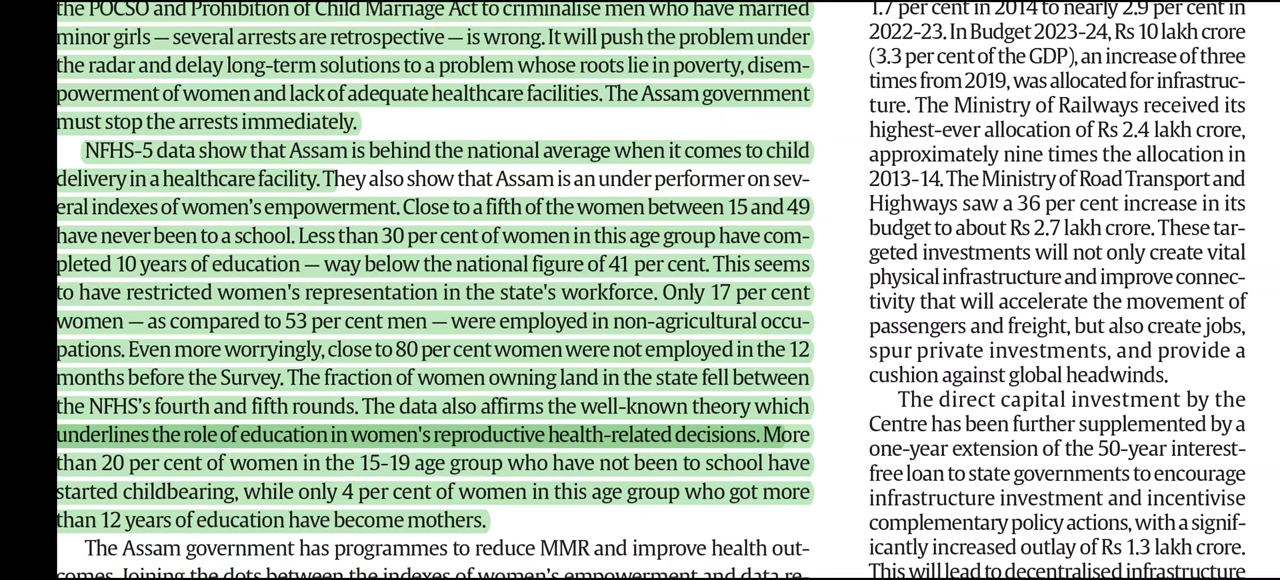 the POCSO and Prohibition of Child Marriage Act to criminalise men who have married
minor girls — several arrests are retrospective — is wrong. It will push the problem under
the radar and delay long-term solutions to a problem whose roots lie in poverty, disem-
powerment of women and lack of adequate healthcare facilities. The Assam government
must stop the arrests immediately.
NFHS-5 data show that Assam is behind the national average when it comes to child
delivery in a healthcare facility. They also show that Assam is an under performer on sev-
eral indexes of women's empowerment. Close to a fifth of the women between 15 and 49
have never been to a school. Less than 30 per cent of women in this age group have com-
pleted 10 years of education — way below the national figure of 41 per cent. This seems
to have restricted women's representation in the state's workforce. Only 17 per cent
women — as compared to 53 per cent men — were employed in non-agricultural occu-
pations. Even more worryingly, close to 80 per cent women were not employed in the 12
months before the Survey. The fraction of women owning land in the state fell between
the NFHS's fourth and fifth rounds. The data also affirms the well-known theory which
underlines the role of education in women's reproductive health-related decisions. More
than 20 per cent of women in the 15-19 age group who have not been to school have
started childbearing, while only 4 per cent of women in this age group who got more
than 12 years of education have become mothers.
The Assam government has programmes to reduce MMR and improve health out-
comes. Joining the dots between the indexes of women's empowerment and data re-
1.7 per cent in 2014 to nearly 2.9 per cent in
2022-23. In Budget 2023-24, Rs 10 lakh crore
(3.3 per cent of the GDP), an increase of three
times from 2019, was allocated for infrastruc-
ture. The Ministry of Railways received its
highest-ever allocation of Rs 2.4 lakh crore,
approximately nine times the allocation in
2013-14. The Ministry of Road Transport and
Highways saw a 36 per cent increase in its
budget to about Rs 2.7 lakh crore. These tar-
geted investments will not only create vital
physical infrastructure and improve connec-
tivity that will accelerate the movement of
passengers and freight, but also create jobs,
spur private investments, and provide a
cushion against global headwinds.
The direct capital investment by the
Centre has been further supplemented by a
one-year extension of the 50-year interest-
free loan to state governments to encourage
infrastructure investment and incentivise
complementary policy actions, with a signif-
icantly increased outlay of Rs 1.3 lakh crore.
This will lead to decentralised infrastructure